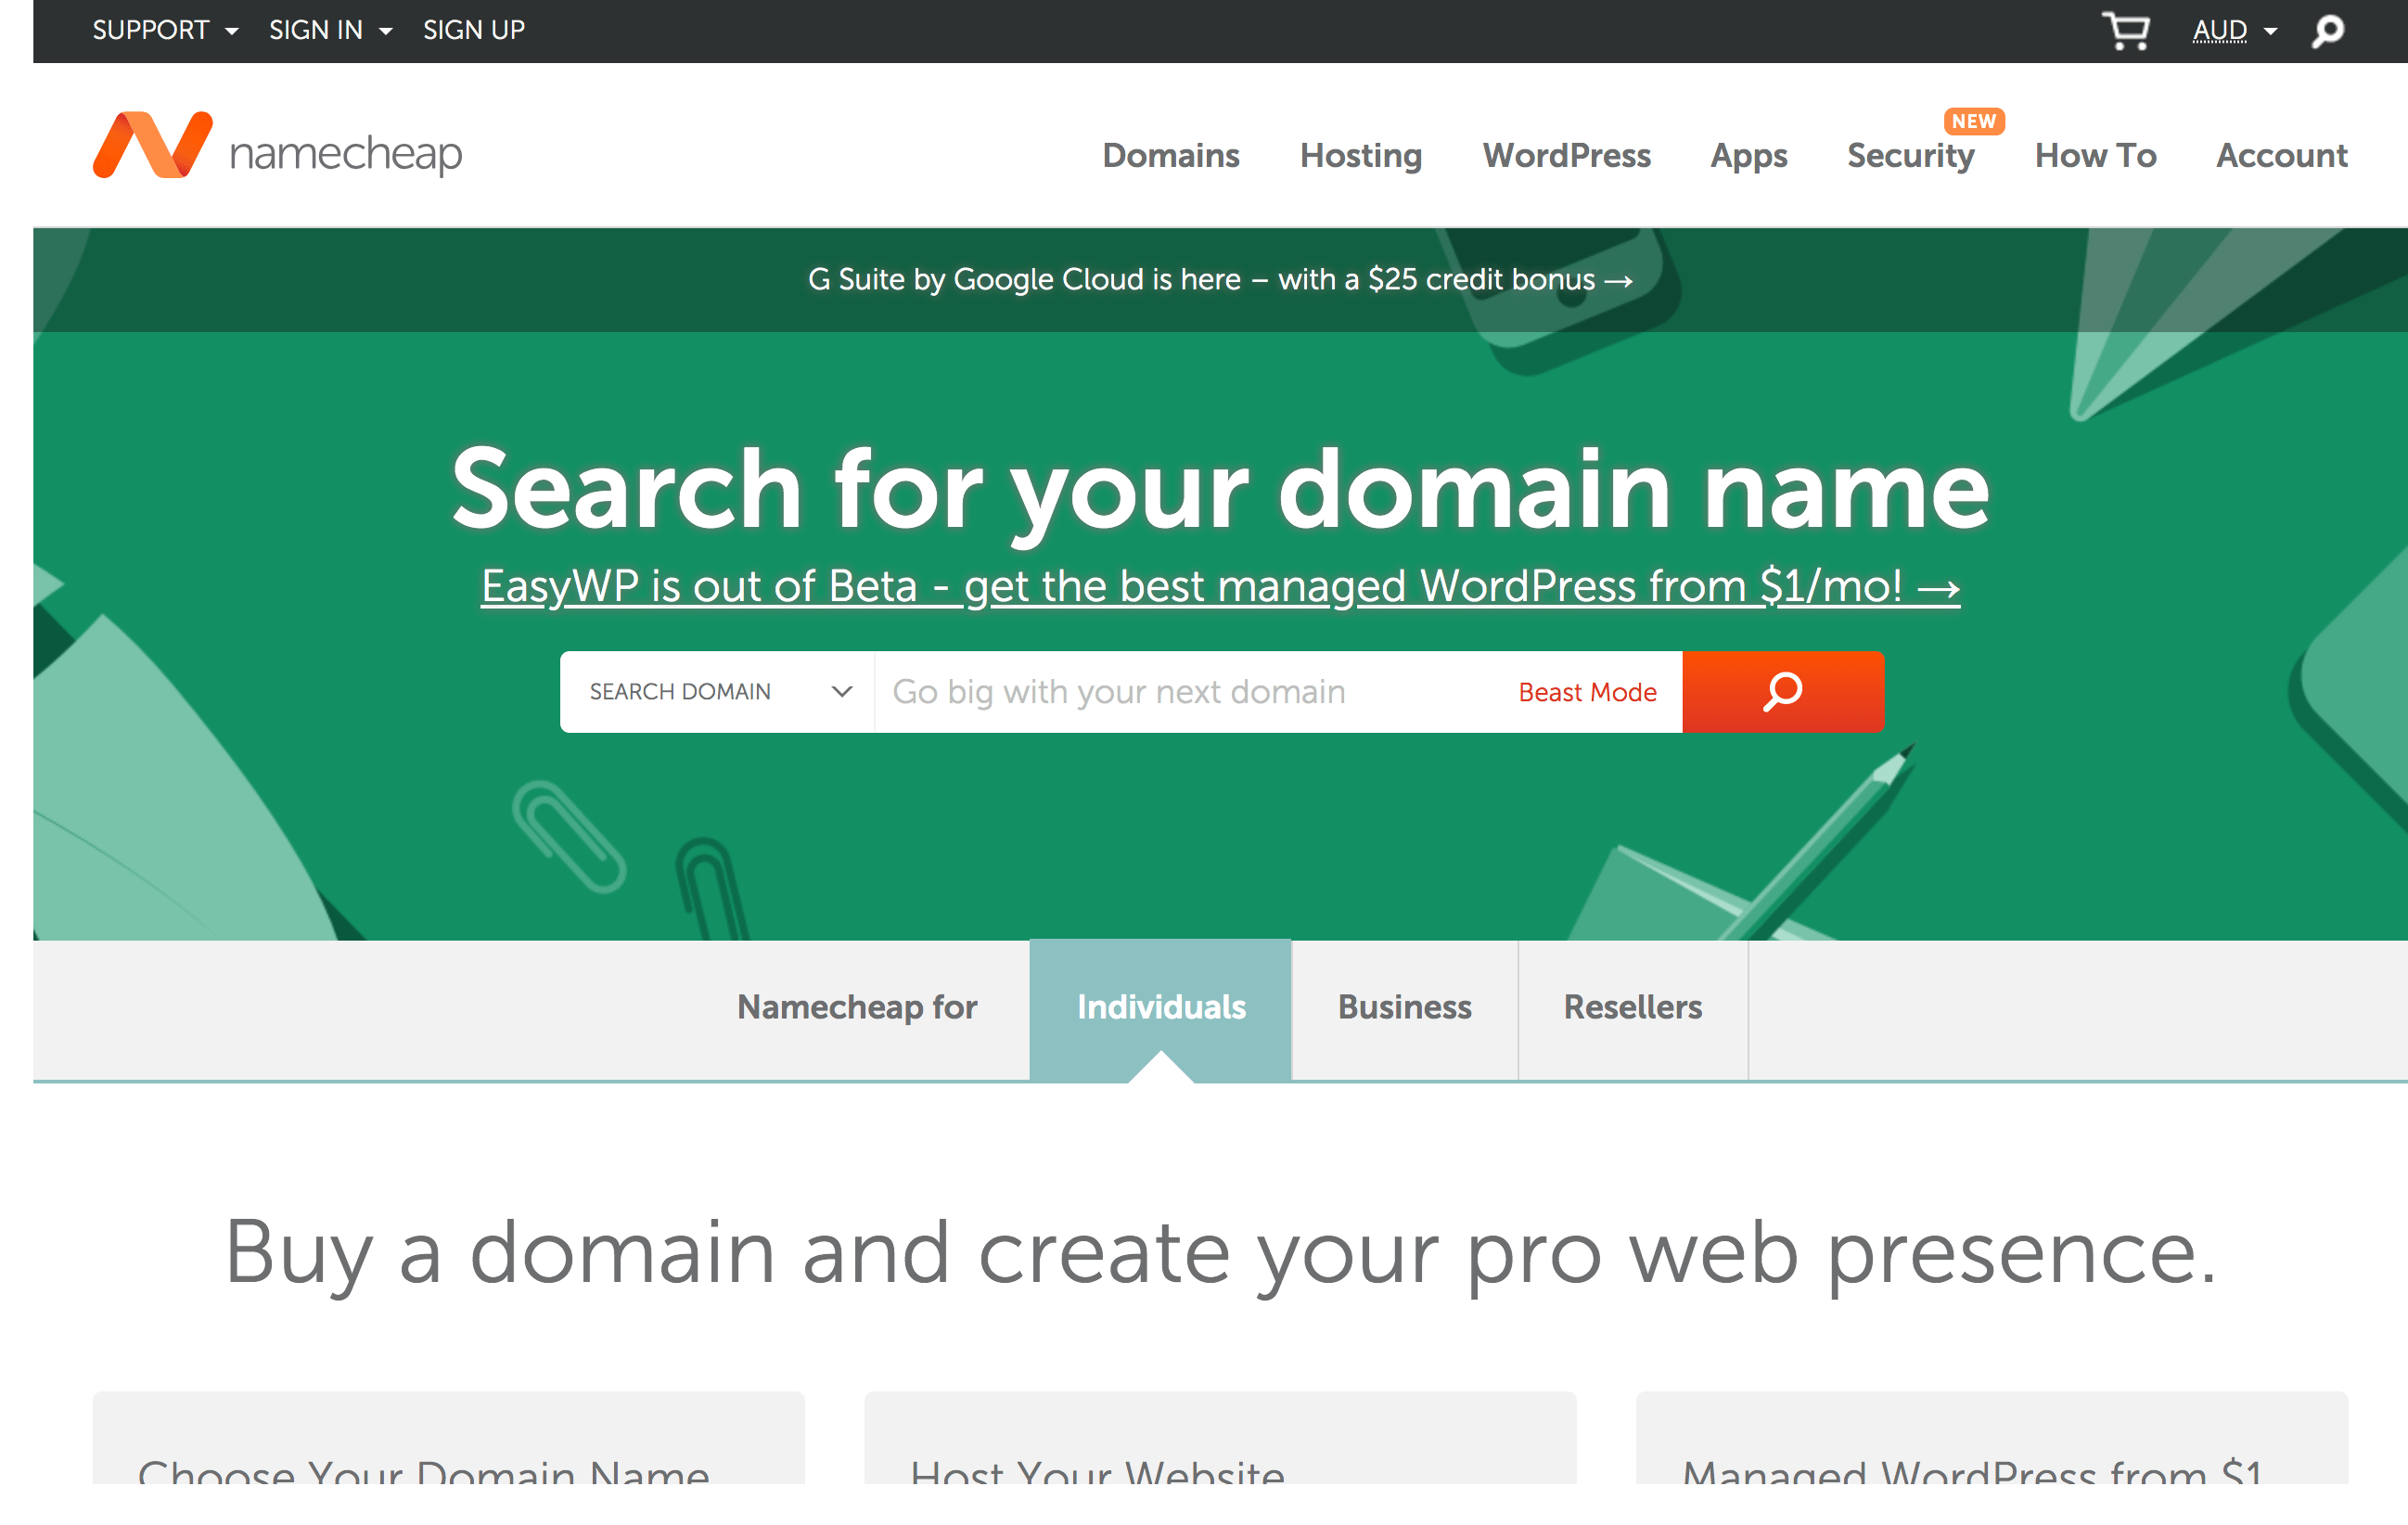 SUPPORT SIGN IN SIGN UP AUD
namecheap
NEW
Domains Hosting WordPress Apps Security How To Account
G Suite by Google Cloud is here – with a $25 credit bonus →
Search for your domain name
EasyWP is out of Beta - get the best managed WordPress from $1/mo! →
SEARCH DOMAIN Go big with your next domain Beast Mode
Namecheap for Individuals Business Resellers
Buy a domain and create your pro web presence.
Choose Your Domain Name Host Your Website Managed WordPress from $1